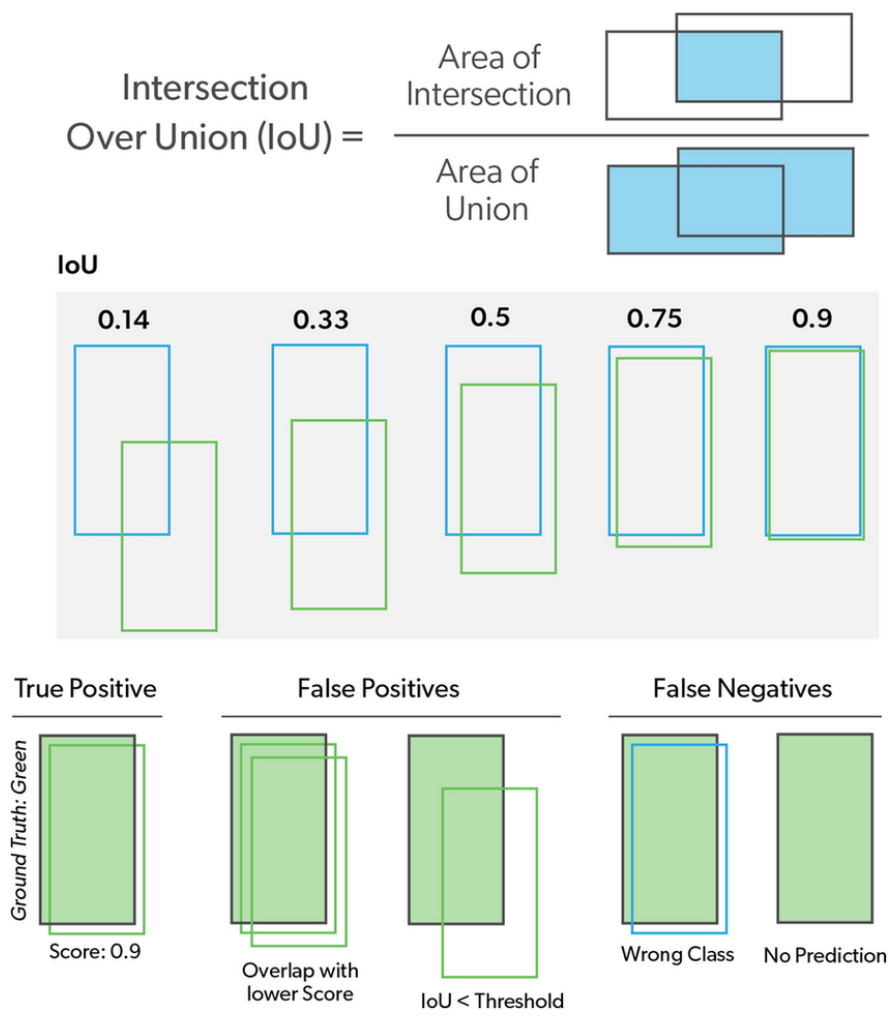 Intersection
Over Union (IoU) =
Area of
Intersection
Area of
Union
IoU
0.14 0.33 0.5 0.75 0.9
True Positive False Positives False Negatives
Ground Truth: Green
Score: 0.9
Overlap with
lower Score
IoU < Threshold
Wrong Class
No Prediction